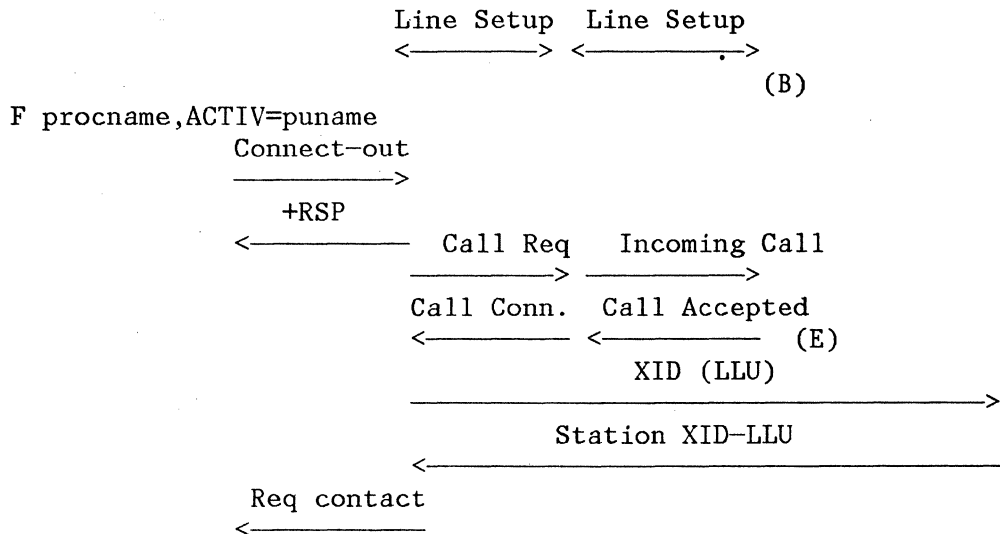 Line Setup Line Setup
<————————> <————————>
(B)
F procname,ACTIV=puname
Connect—out
————————>
+RSP
<————————
Call Req Incoming Call
————————> ————————>
Call Conn. Call Accepted
<———————— <———————— (E)
XID (LLU)
————————————————————————————>
Station XID—LLU
<————————————————————————————
Req contact
<————————